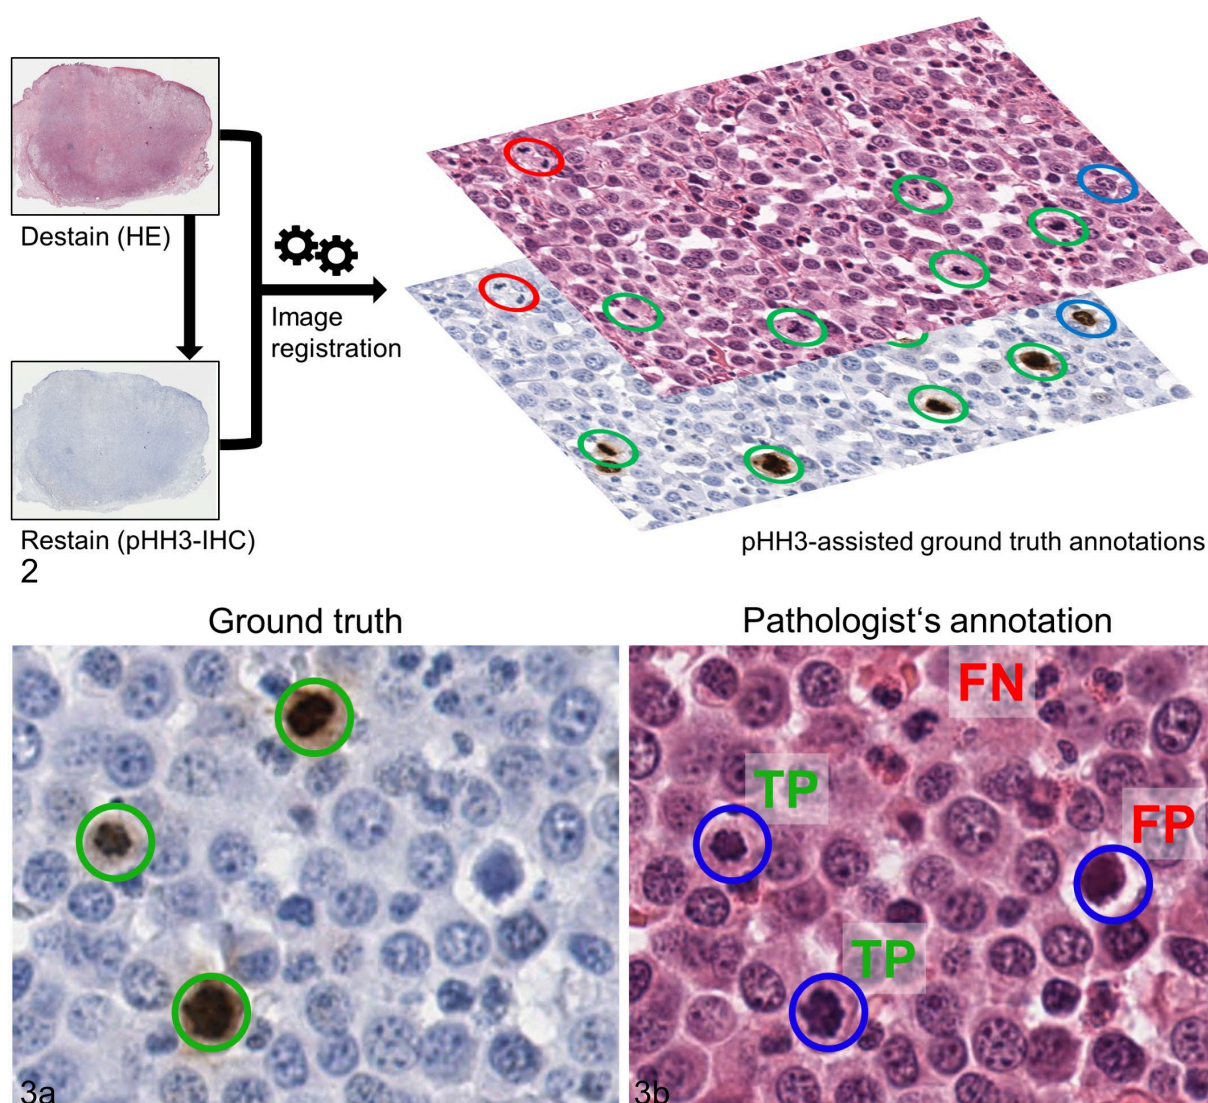 Destain (HE)
Image
registration
Restain (pHH3-IHC)
pHH3-assisted ground truth annotations
2
Ground truth
Pathologist‘s annotation
FN
TP
FP
TP
3a
3b